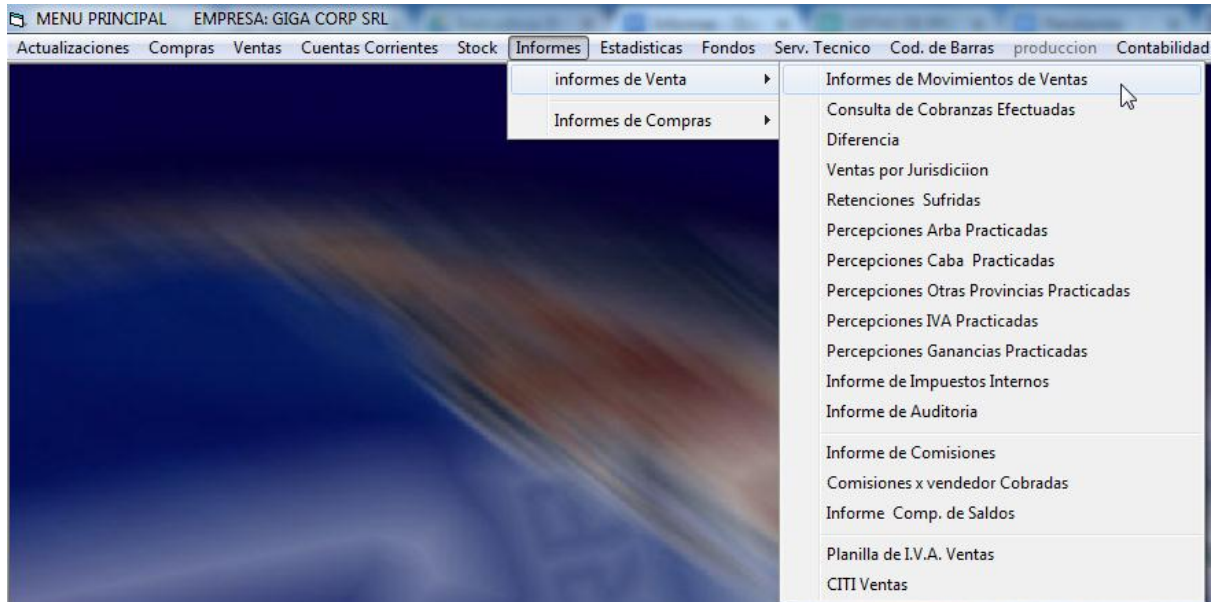 MENU PRINCIPAL EMPRESA: GIGA CORP SRL
Actualizaciones Compras Ventas Cuentas Corrientes Stock Informes Estadisticas Fondos Serv. Tecnico Cod. de Barras produccion Contabilidad
informes de Venta
Informes de Compras
Informes de Movimientos de Ventas
Consulta de Cobranzas Efectuadas
Diferencia
Ventas por Jurisdiciion
Retenciones Sufridas
Percepciones Arba Practicadas
Percepciones Caba Practicadas
Percepciones Otras Provincias Practicadas
Percepciones IVA Practicadas
Percepciones Ganancias Practicadas
Informe de Impuestos Internos
Informe de Auditoria
Informe de Comisiones
Comisiones x vendedor Cobradas
Informe Comp. de Saldos
Planilla de I.V.A. Ventas
CITI Ventas